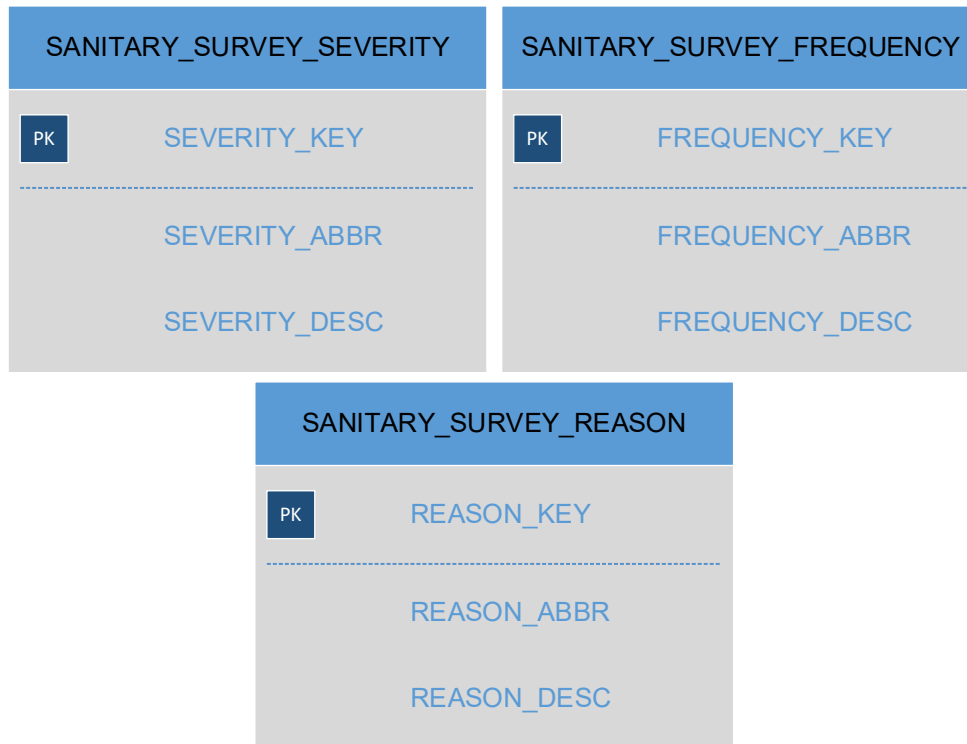 SANITARY_SURVEY_SEVERITY
PK SEVERITY_KEY
SEVERITY_ABBR
SEVERITY_DESC
SANITARY_SURVEY_FREQUENCY
PK FREQUENCY_KEY
FREQUENCY_ABBR
FREQUENCY_DESC
SANITARY_SURVEY_REASON
PK REASON_KEY
REASON_ABBR
REASON_DESC